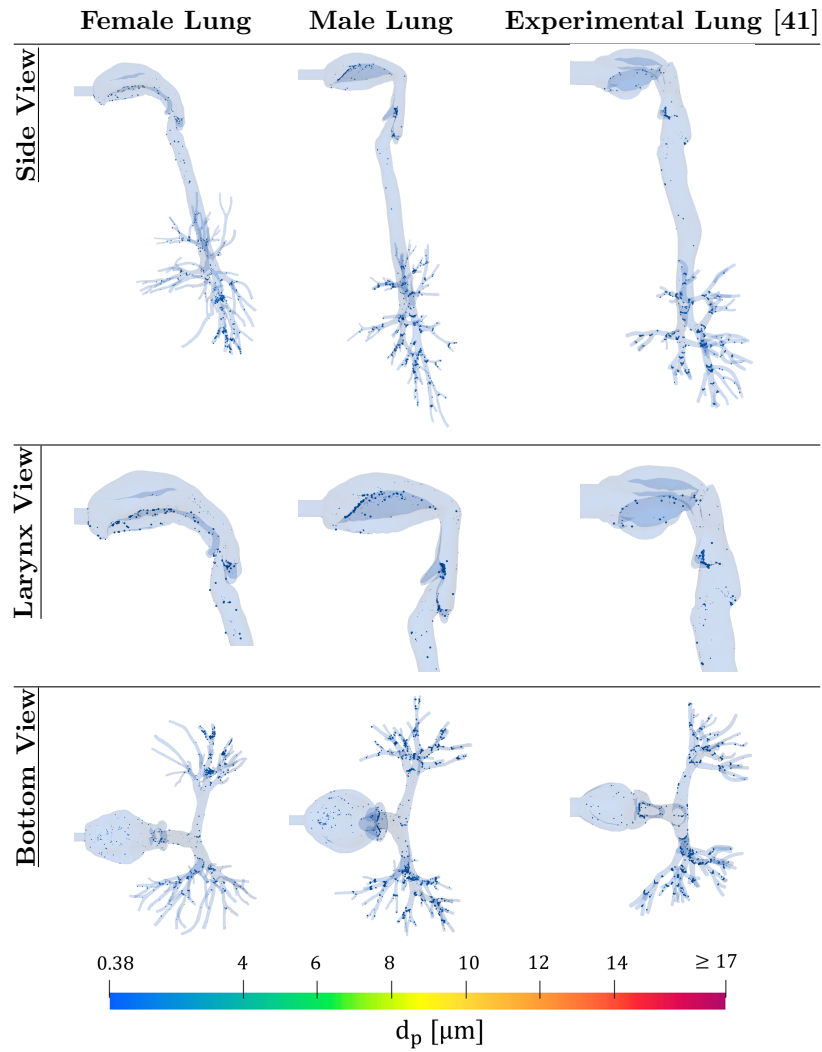 Female Lung Male Lung Experimental Lung [41]
Side View
Larynx View
Bottom View
0.38 4 6 8 10 12 14 ≥ 17
dₚ [μm]